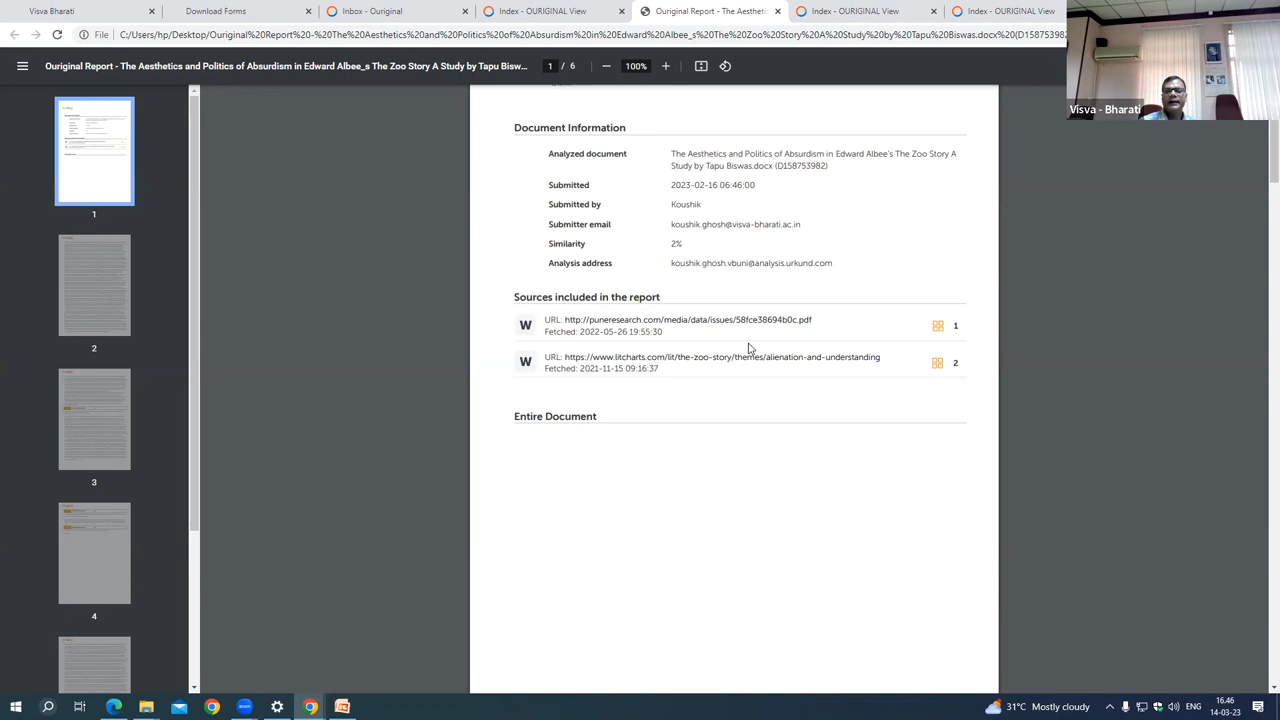 Visva Bharati
Download Forms
Inbox - Ouriginal
Index - OURIGINAL View
Ouriginal Report - The Aesthetics
Index - OURIGINAL View
Index - OURIGINAL View
File
C:/Users/hp/Desktop/Ouriginal%20Report%20-%20The%20Aesthetics%20and%20Politics%20of%20Absurdism%20in%20Edward%20Albee_s%20The%20Zoo%20Story%20A%20Study%20by%20Tapu%20Biswas.docx%20(D15875398
Ouriginal Report - The Aesthetics and Politics of Absurdism in Edward Albee_s The Zoo Story A Study by Tapu Bisw...
1 / 6
100%
Visva - Bharati
Document Information
Analyzed document
The Aesthetics and Politics of Absurdism in Edward Albee's The Zoo Story A
Study by Tapu Biswas.docx (D158753982)
Submitted
2023-02-16 06:46:00
Submitted by
Koushik
Submitter email
koushik.ghosh@visva-bharati.ac.in
Similarity
2%
Analysis address
koushik.ghosh.vbuni@analysis.urkund.com
Sources included in the report
W
URL: http://puneresearch.com/media/data/issues/58fce38694b0c.pdf
Fetched: 2022-05-26 19:55:30
1
W
URL: https://www.litcharts.com/lit/the-zoo-story/themes/alienation-and-understanding
Fetched: 2021-11-15 09:16:37
2
Entire Document
1
2
3
4
31°C Mostly cloudy
ENG
16.46
14-03-23